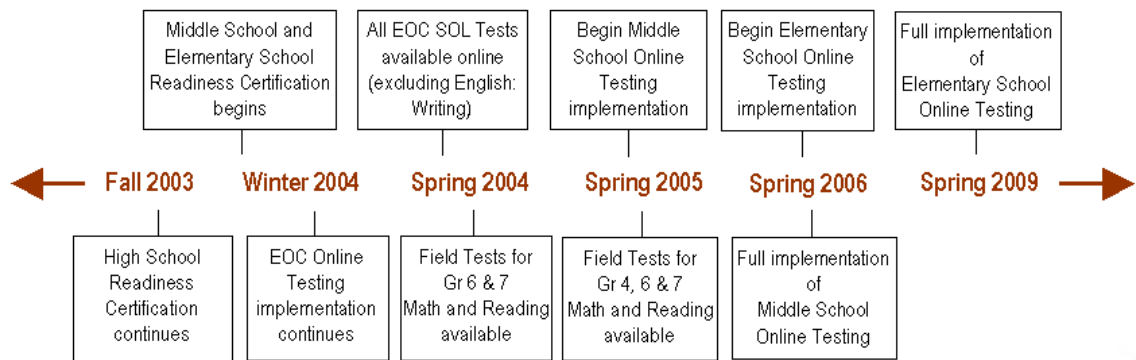 Middle School and
Elementary School
Readiness Certification
begins
All EOC SOL Tests
available online
(excluding English:
Writing)
Begin Middle
School Online
Testing
implementation
Begin Elementary
School Online
Testing
implementation
Full implementation
of
Elementary School
Online Testing
Fall 2003 Winter 2004 Spring 2004 Spring 2005 Spring 2006 Spring 2009
High School
Readiness
Certification
continues
EOC Online
Testing
implementation
continues
Field Tests for
Gr 6 & 7
Math and Reading
available
Field Tests for
Gr 4, 6 & 7
Math and Reading
available
Full implementation
of
Middle School
Online Testing